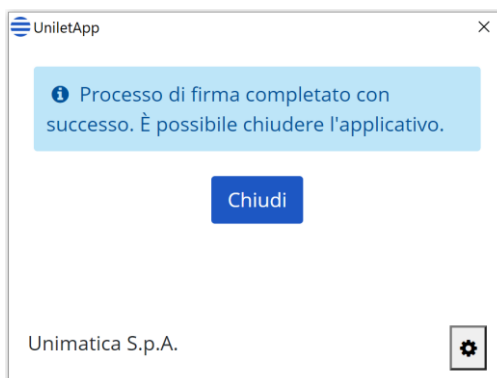 UniletApp
Processo di firma completato con
successo. È possibile chiudere l'applicativo.
Chiudi
Unimatica S.p.A.